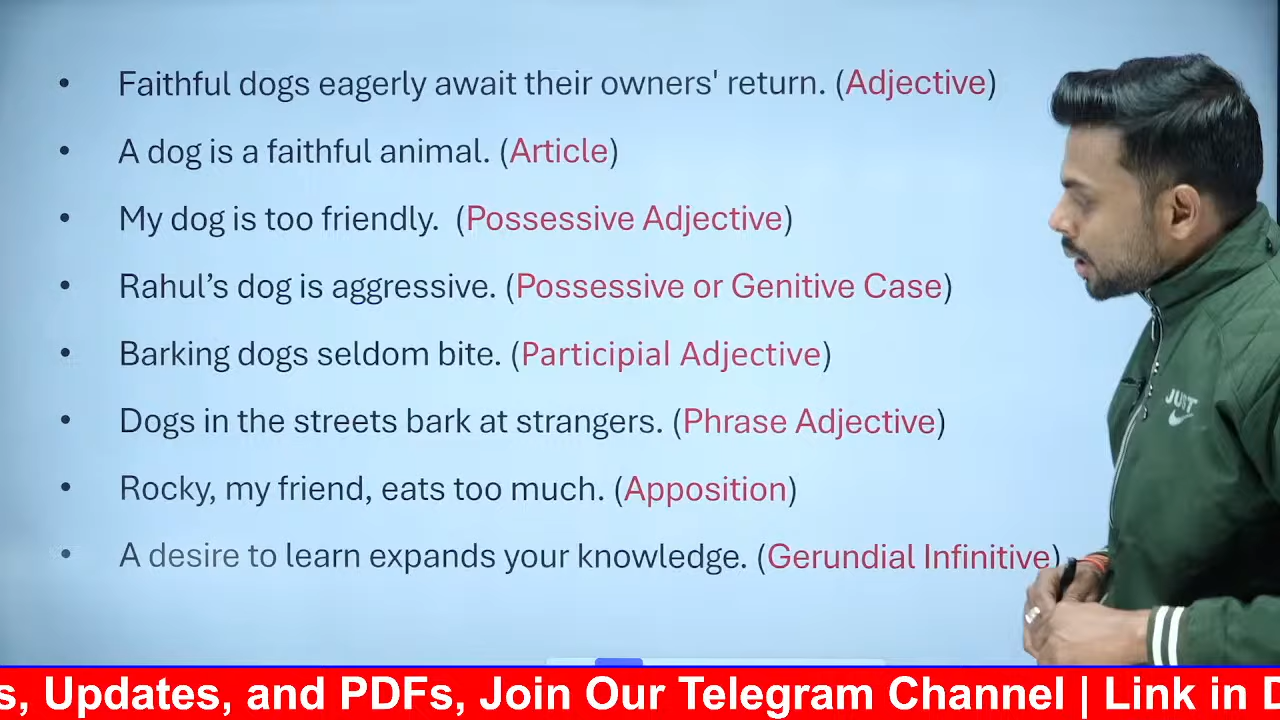 • Faithful dogs eagerly await their owners' return. (Adjective)
• A dog is a faithful animal. (Article)
• My dog is too friendly.  (Possessive Adjective)
• Rahul’s dog is aggressive. (Possessive or Genitive Case)
• Barking dogs seldom bite. (Participial Adjective)
• Dogs in the streets bark at strangers. (Phrase Adjective)
• Rocky, my friend, eats too much. (Apposition)
• A desire to learn expands your knowledge. (Gerundial Infinitive)
JUST
s, Updates, and PDFs, Join Our Telegram Channel | Link in D